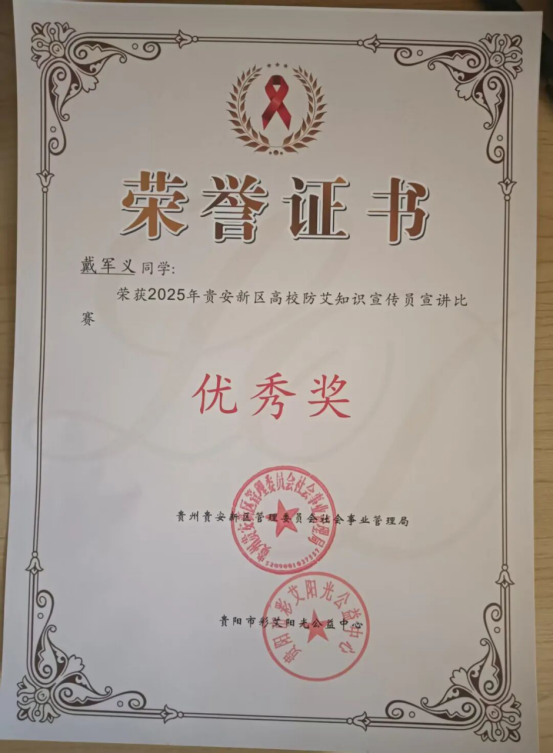 荣誉证书
戴军义 同学:
荣获2025年贵安新区高校防艾知识宣传员宣讲比
赛
优秀奖
贵州贵安新区管理委员会社会事业管理局
贵阳市彩艾阳光公益中心